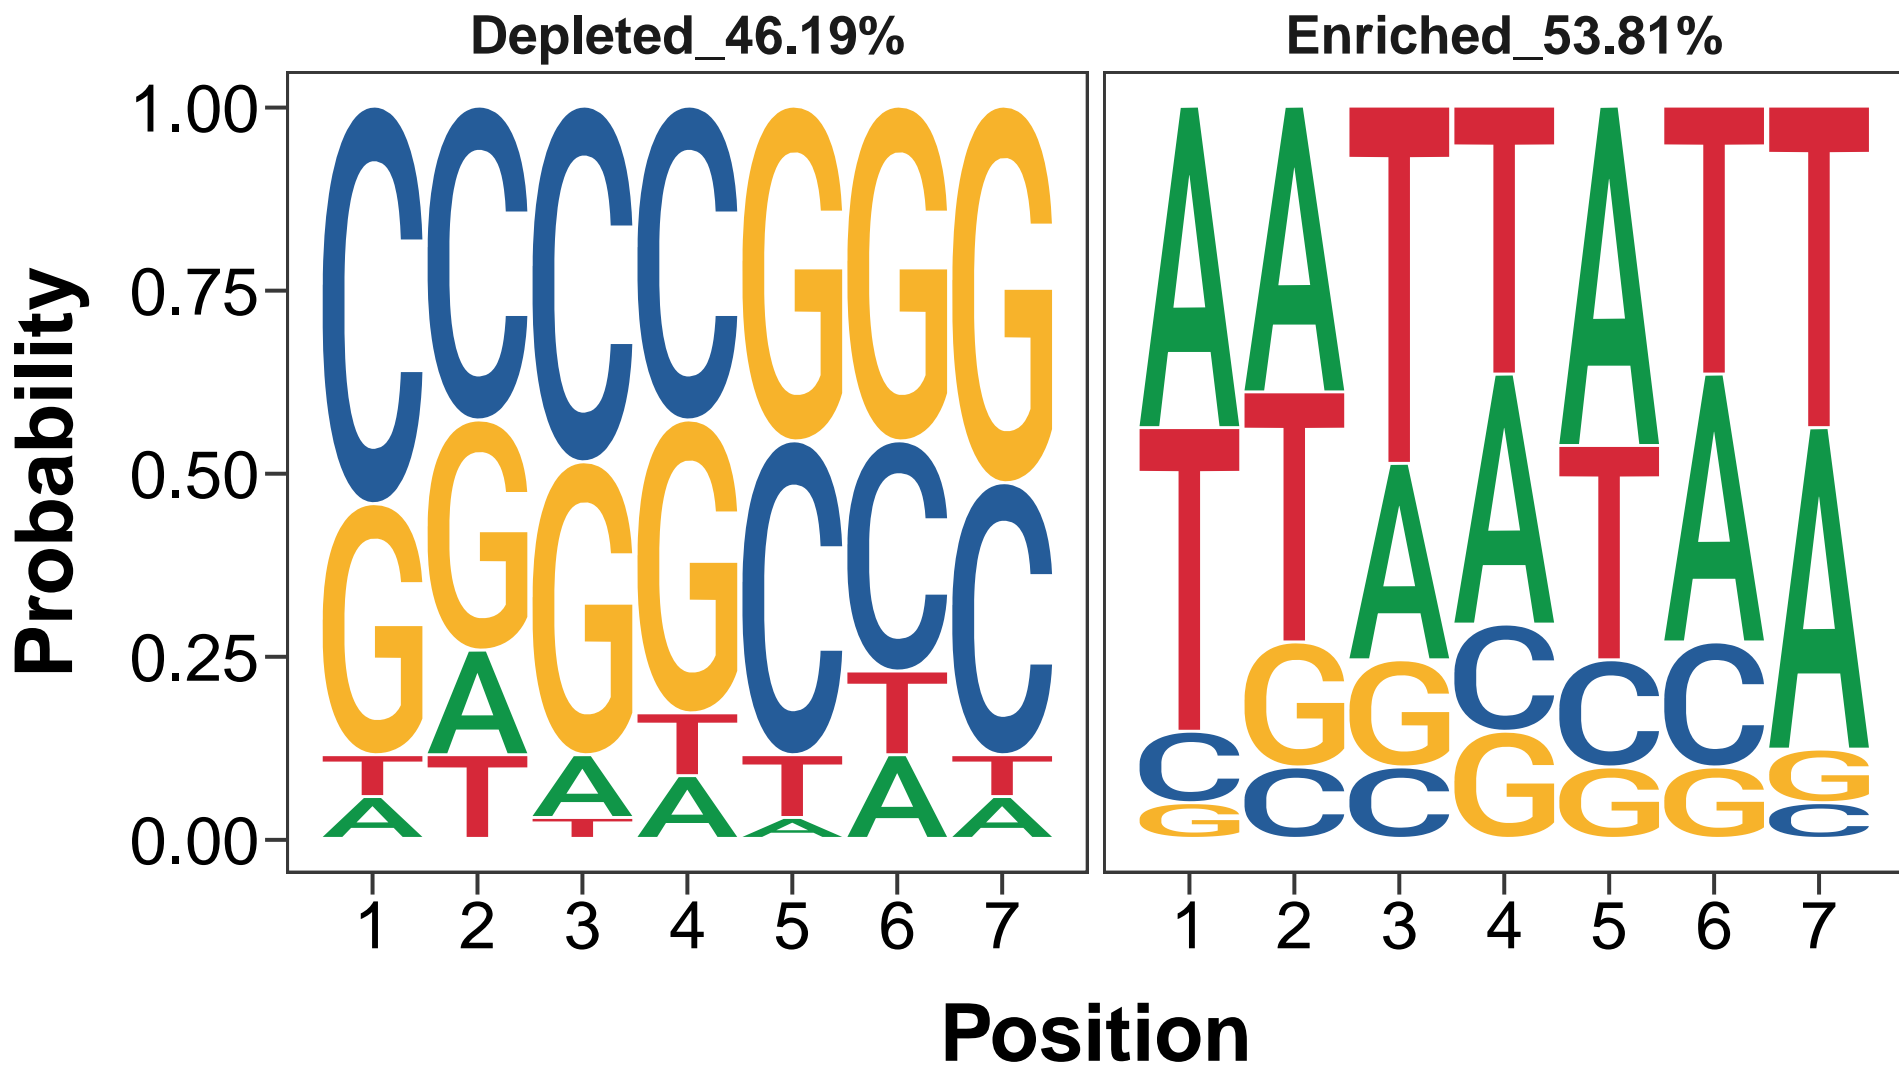 Depleted_46.19%
Enriched_53.81%
Probability
1.00
0.75
0.50
0.25
0.00
C C C C G G G
G G G G C C C
T A A T T T T
A T T A A A A
A A T T A T T
T T A A T A A
C G G C C C G
G C C G G G C
1 2 3 4 5 6 7
1 2 3 4 5 6 7
Position